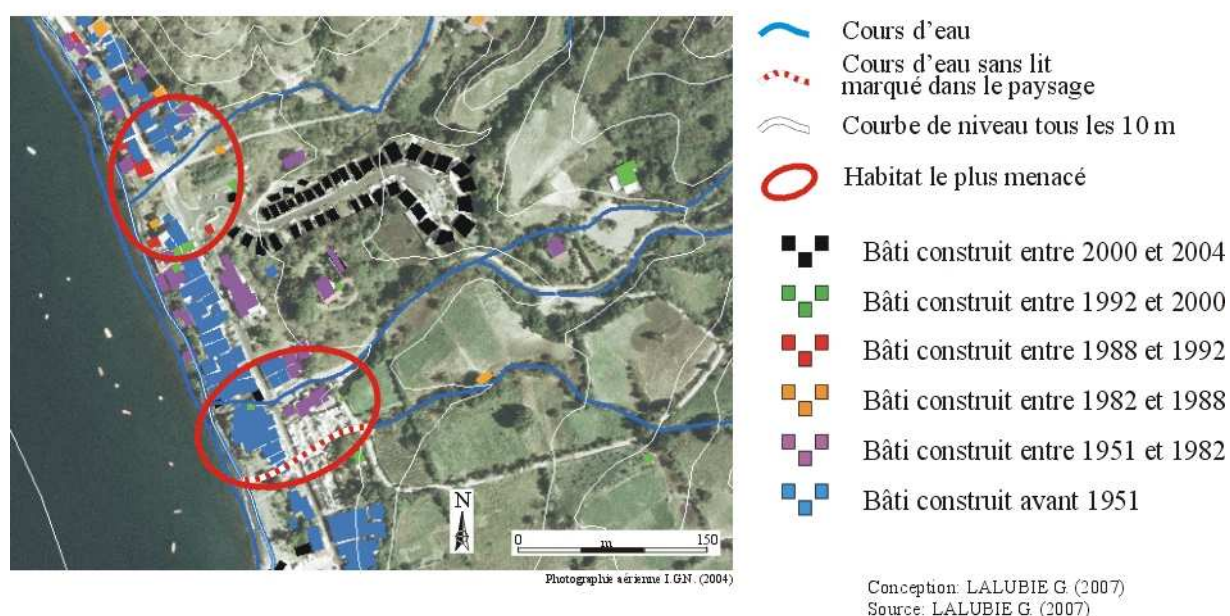 Cours d'eau
Cours d'eau sans lit
marqué dans le paysage
Courbe de niveau tous les 10 m
Habitat le plus menacé
Bâti construit entre 2000 et 2004
Bâti construit entre 1992 et 2000
Bâti construit entre 1988 et 1992
Bâti construit entre 1982 et 1988
Bâti construit entre 1951 et 1982
Bâti construit avant 1951
N
0 m 150
Photographie aérienne I.G.N. (2004)
Conception: LALUBIE G. (2007)
Source: LALUBIE G. (2007)